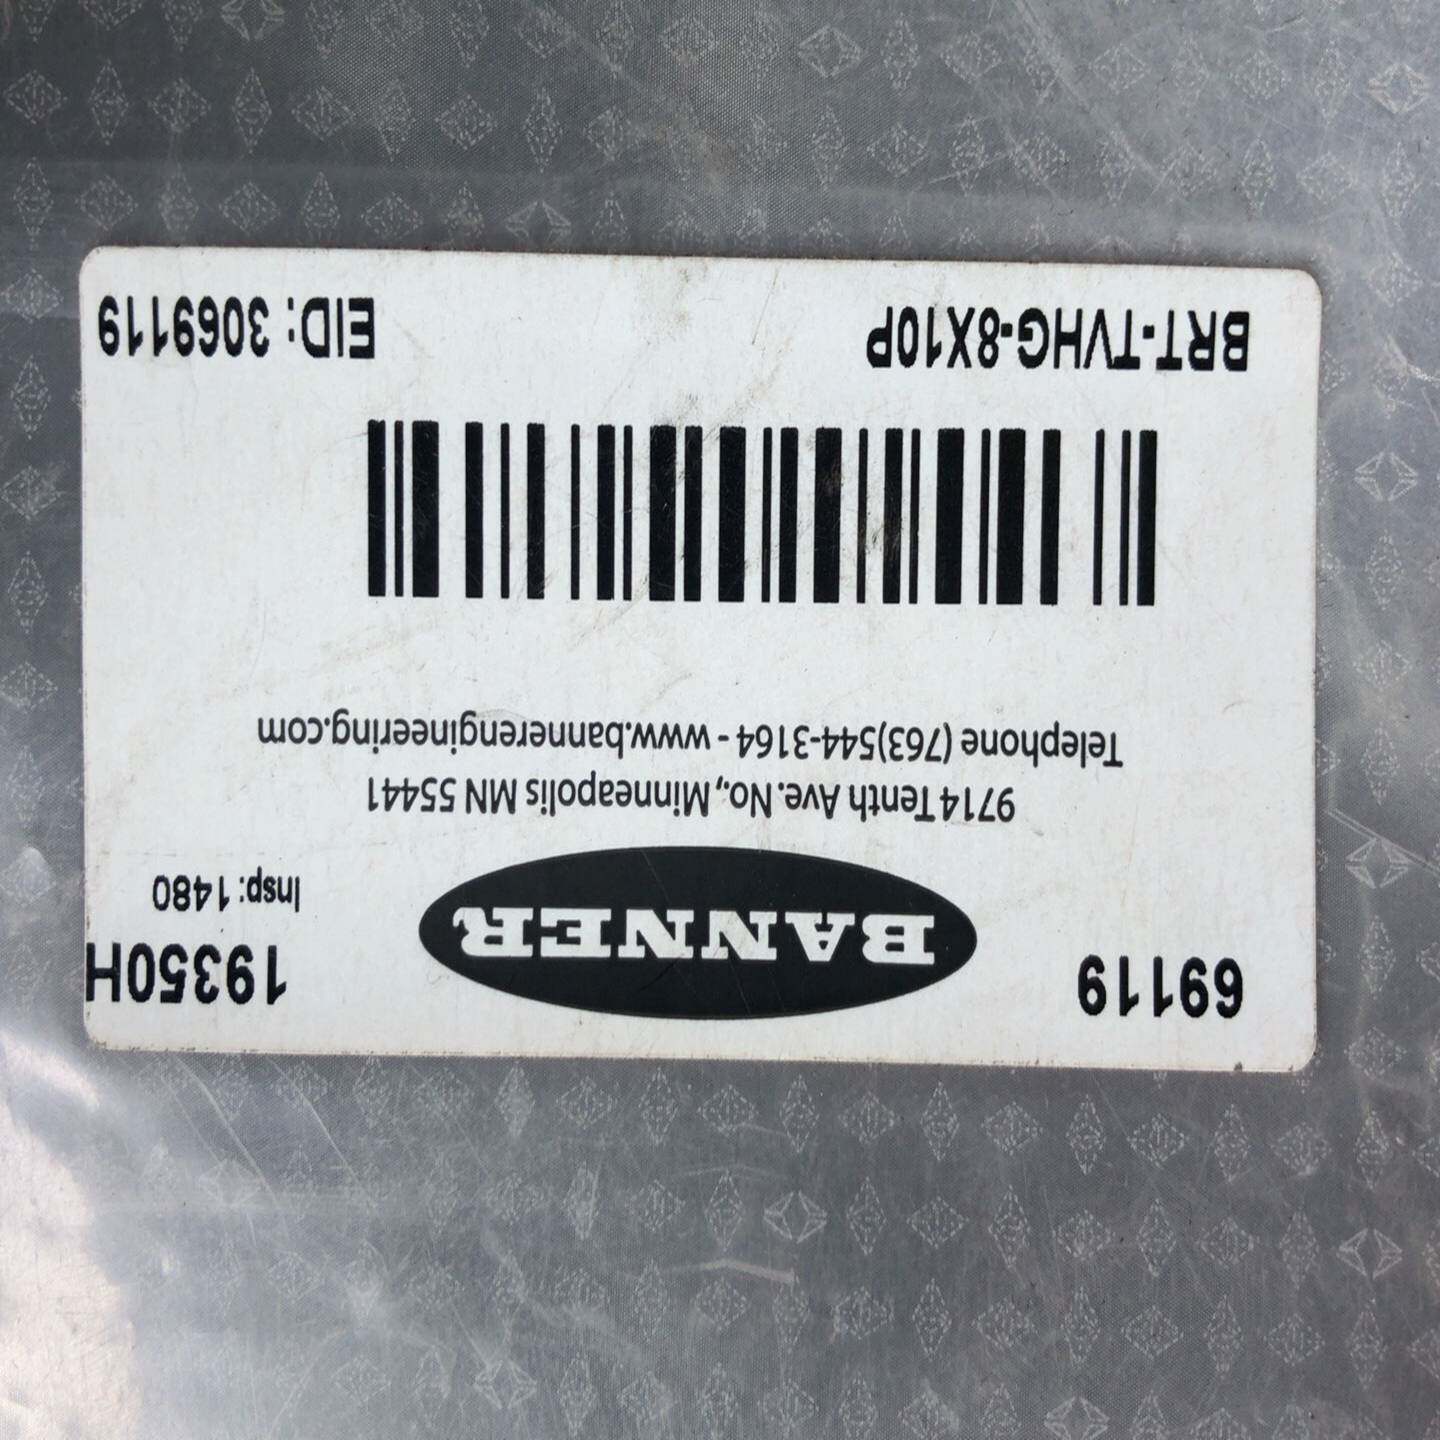 69119
BANNER
19350H
Insp: 1480
9714 Tenth Ave. No., Minneapolis MN 55441
Telephone (763)544-3164 - www.bannerengineering.com
BRT-TVHG-8X10P
EID: 3069119